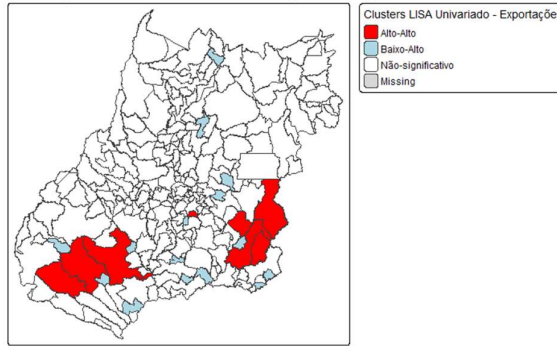 Clusters LISA Univariado - Exportaçõe
Alto-Alto
Baixo-Alto
Não-significativo
Missing